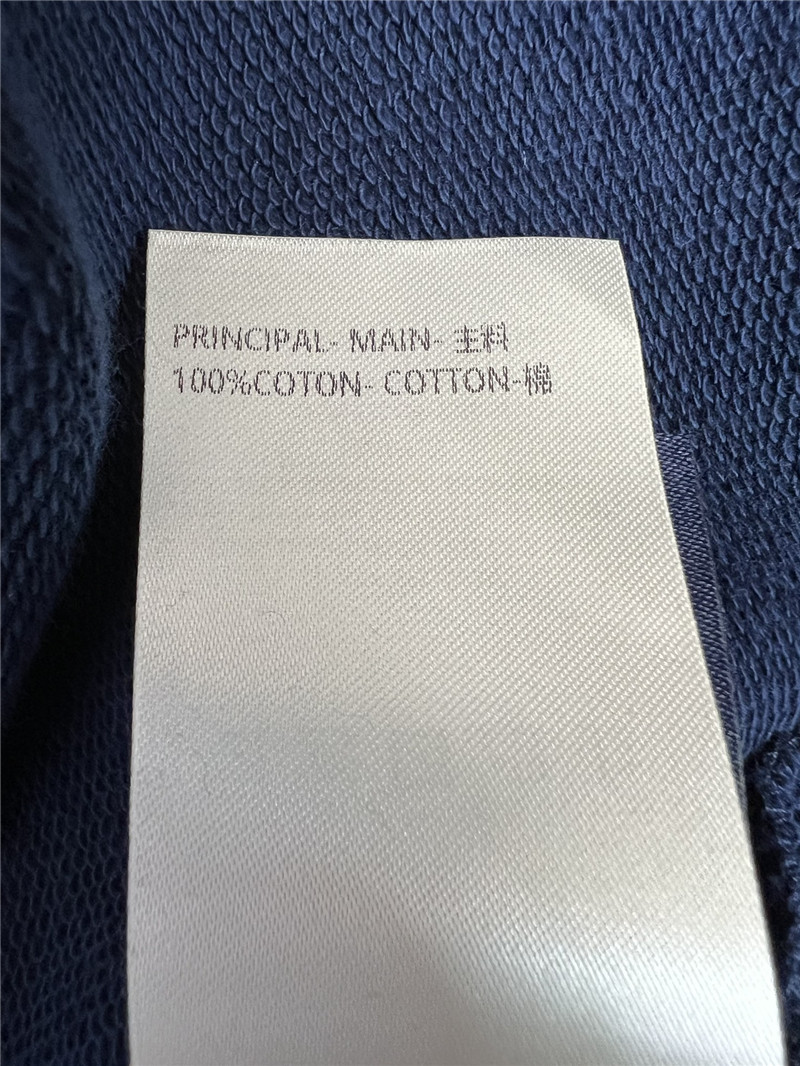 PRINCIPAL- MAIN- 主料
100%COTON- COTTON-棉